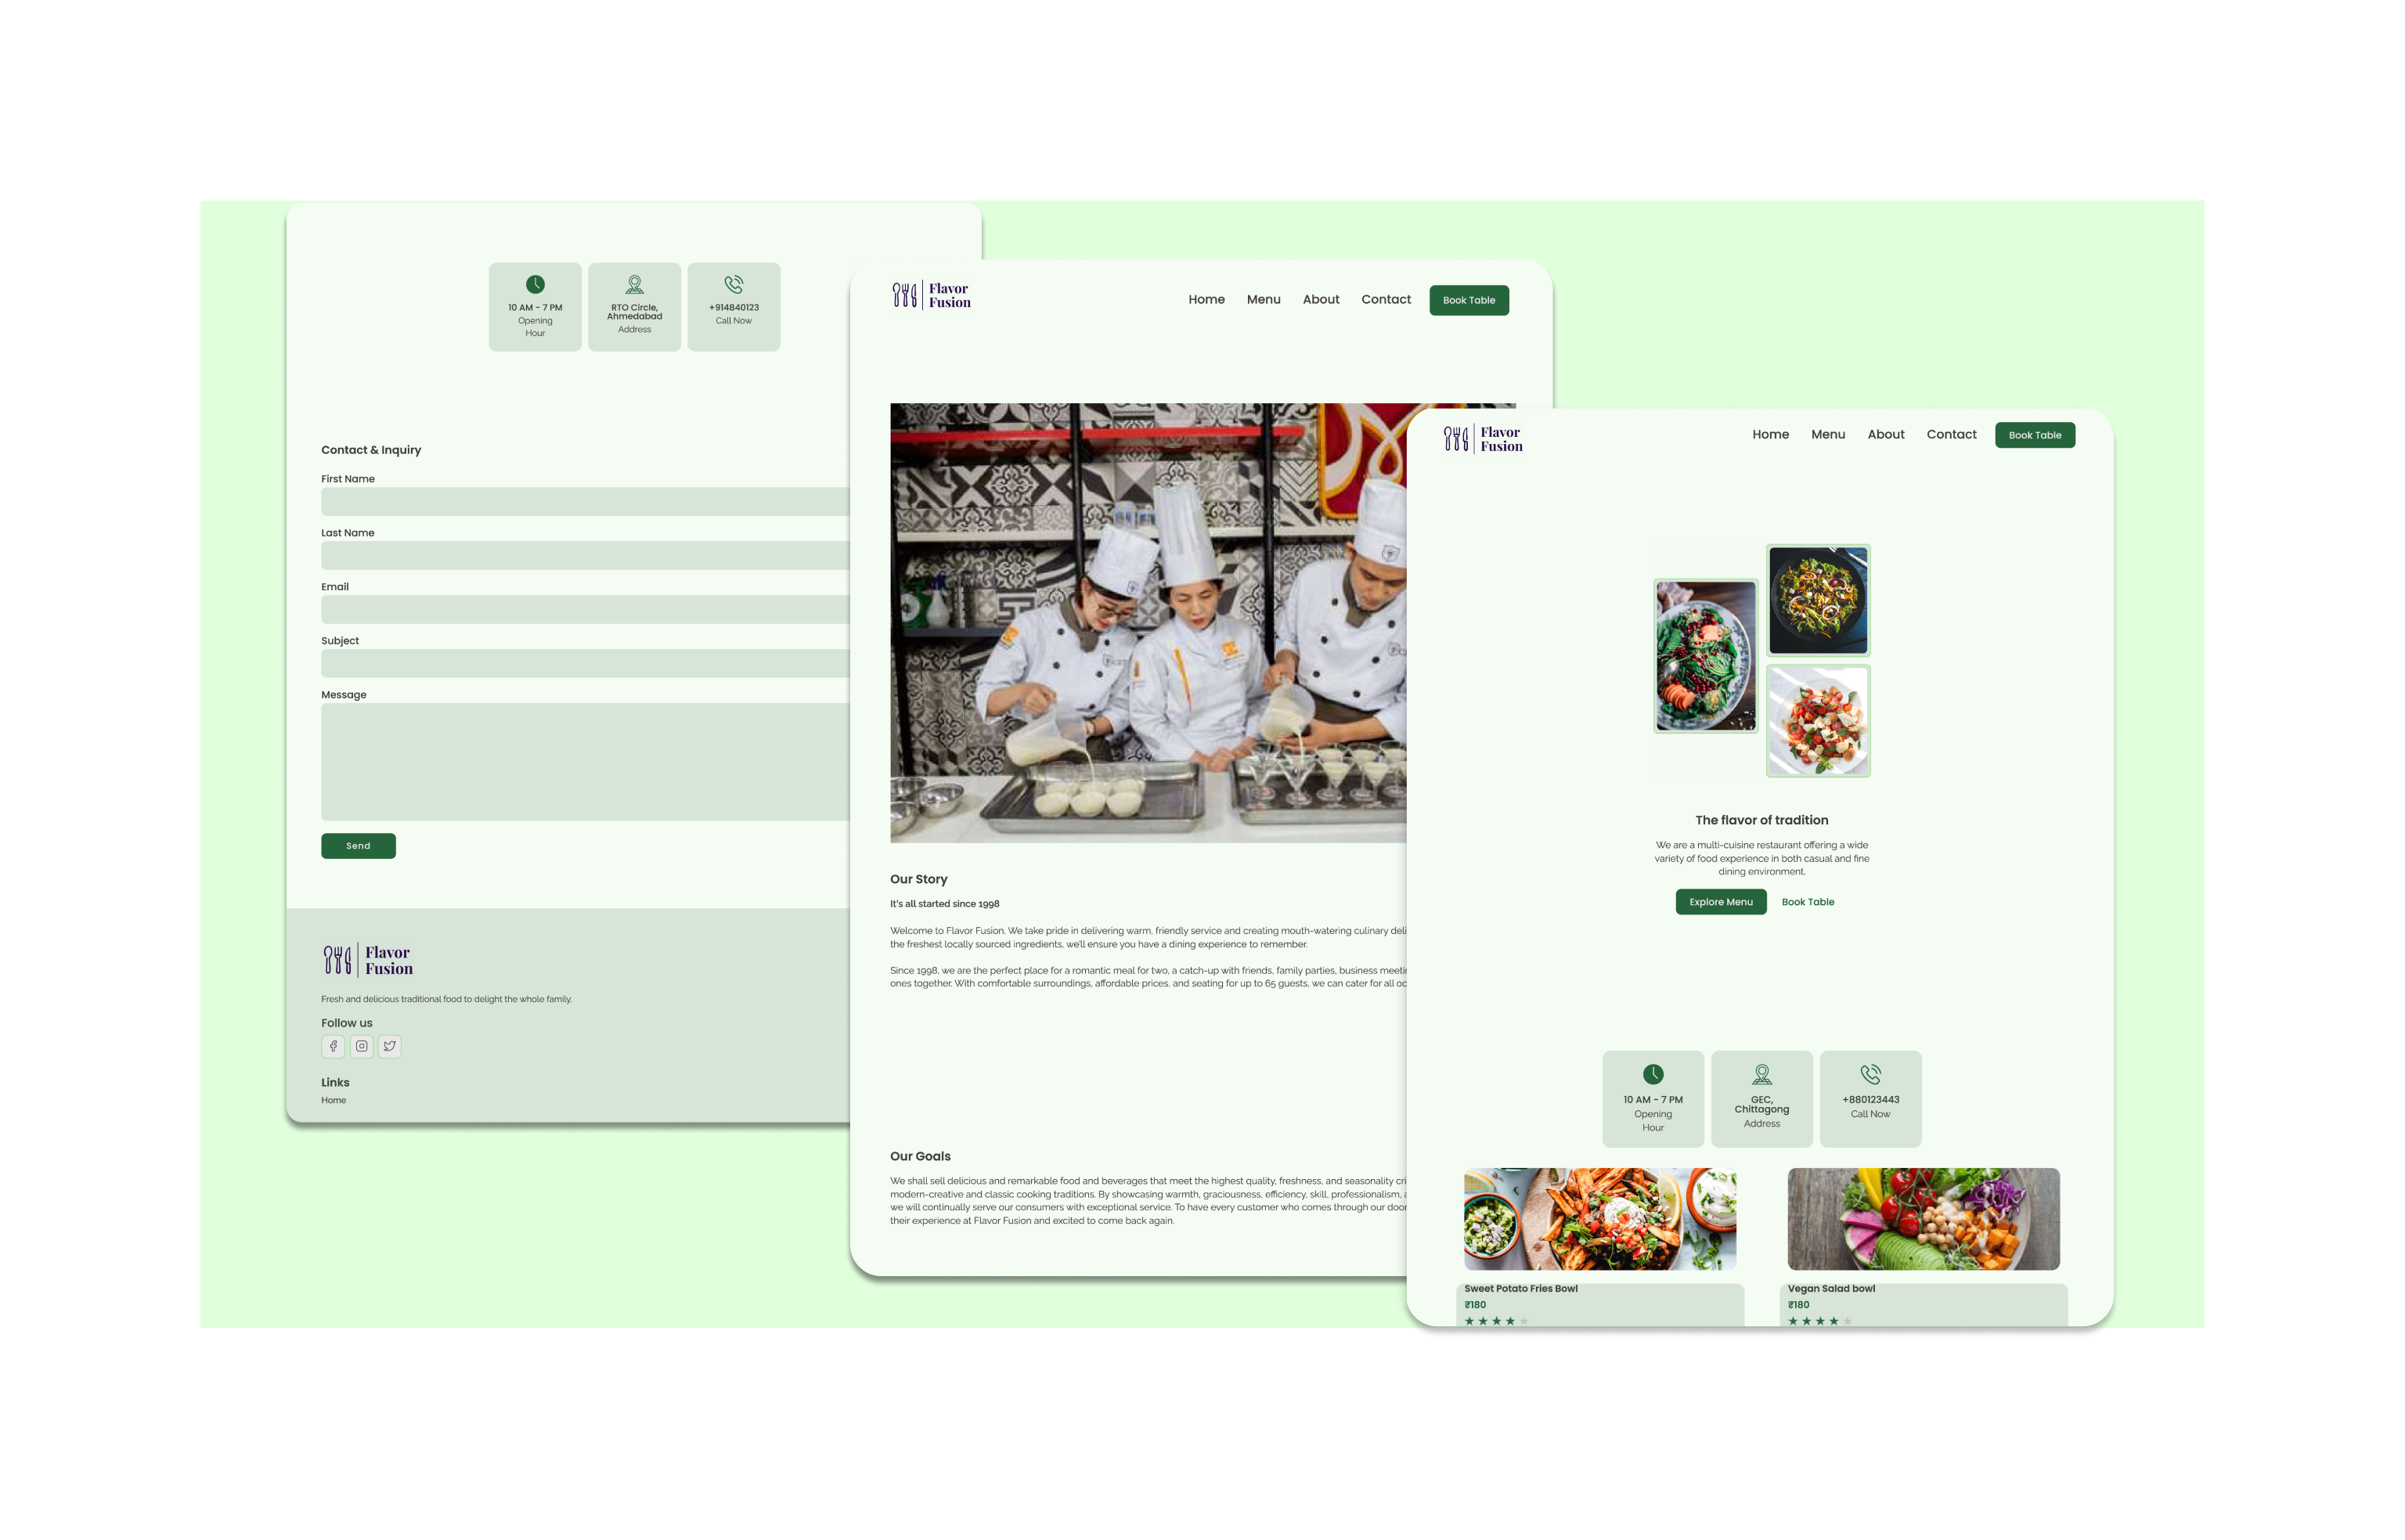 10 AM - 7 PM
Opening
Hour
RTO Circle,
Ahmedabad
Address
+914840123
Call Now
Contact & Inquiry
First Name
Last Name
Email
Subject
Message
Send
Flavor
Fusion
Fresh and delicious traditional food to delight the whole family.
Follow us
Links
Home
Flavor
Fusion
Home Menu About Contact Book Table
Our Story
It's all started since 1998
Welcome to Flavor Fusion. We take pride in delivering warm, friendly service and creating mouth-watering culinary deli
the freshest locally sourced ingredients, we'll ensure you have a dining experience to remember.
Since 1998, we are the perfect place for a romantic meal for two, a catch-up with friends, family parties, business meetin
ones together. With comfortable surroundings, affordable prices, and seating for up to 65 guests, we can cater for all oc
Our Goals
We shall sell delicious and remarkable food and beverages that meet the highest quality, freshness, and seasonality cri
modern-creative and classic cooking traditions. By showcasing warmth, graciousness, efficiency, skill, professionalism, a
we will continually serve our consumers with exceptional service. To have every customer who comes through our door
their experience at Flavor Fusion and excited to come back again.
Flavor
Fusion
Home Menu About Contact Book Table
The flavor of tradition
We are a multi-cuisine restaurant offering a wide
variety of food experience in both casual and fine
dining environment.
Explore Menu Book Table
10 AM - 7 PM
Opening
Hour
GEC,
Chittagong
Address
+880123443
Call Now
Sweet Potato Fries Bowl
₹180
Vegan Salad bowl
₹180